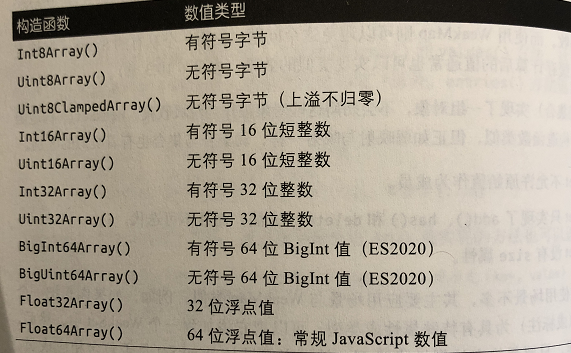 构造函数 数值类型
Int8Array() 有符号字节
Uint8Array() 无符号字节
Uint8ClampedArray() 无符号字节（上溢不归零）
Int16Array() 有符号 16 位短整数
Uint16Array() 无符号 16 位短整数
Int32Array() 有符号 32 位整数
Uint32Array() 无符号 32 位整数
BigInt64Array() 有符号 64 位 BigInt 值（ES2020）
BigUint64Array() 无符号 64 位 BigInt 值（ES2020）
Float32Array() 32 位浮点值
Float64Array() 64 位浮点值：常规 JavaScript 数值